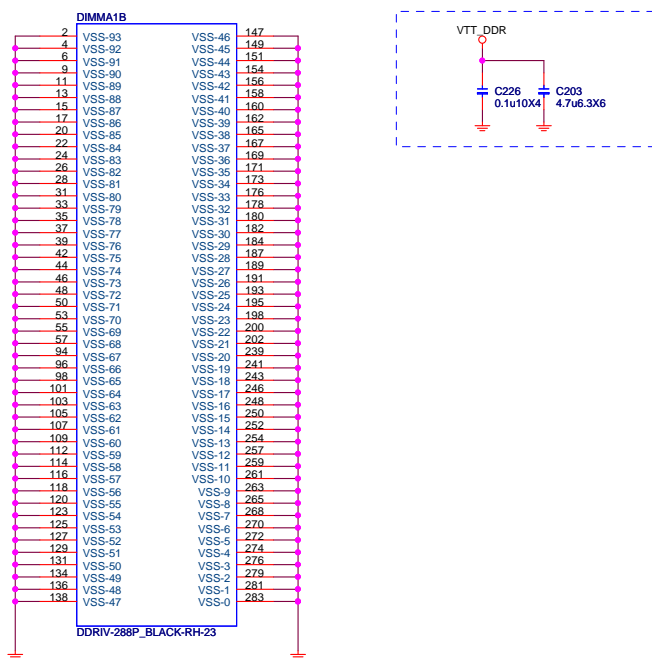 DIMMA1B
2 VSS-93 VSS-46 147
4 VSS-92 VSS-45 149
6 VSS-91 VSS-44 151
9 VSS-90 VSS-43 154
11 VSS-89 VSS-42 156
13 VSS-88 VSS-41 158
15 VSS-87 VSS-40 160
17 VSS-86 VSS-39 162
20 VSS-85 VSS-38 165
22 VSS-84 VSS-37 167
24 VSS-83 VSS-36 169
26 VSS-82 VSS-35 171
28 VSS-81 VSS-34 173
31 VSS-80 VSS-33 176
33 VSS-79 VSS-32 178
35 VSS-78 VSS-31 180
37 VSS-77 VSS-30 182
39 VSS-76 VSS-29 184
42 VSS-75 VSS-28 187
44 VSS-74 VSS-27 189
46 VSS-73 VSS-26 191
48 VSS-72 VSS-25 193
50 VSS-71 VSS-24 195
53 VSS-70 VSS-23 198
55 VSS-69 VSS-22 200
57 VSS-68 VSS-21 202
94 VSS-67 VSS-20 239
96 VSS-66 VSS-19 241
98 VSS-65 VSS-18 243
101 VSS-64 VSS-17 246
103 VSS-63 VSS-16 248
105 VSS-62 VSS-15 250
107 VSS-61 VSS-14 252
109 VSS-60 VSS-13 254
112 VSS-59 VSS-12 257
114 VSS-58 VSS-11 259
116 VSS-57 VSS-10 261
118 VSS-56 VSS-9 263
120 VSS-55 VSS-8 265
123 VSS-54 VSS-7 268
125 VSS-53 VSS-6 270
127 VSS-52 VSS-5 272
129 VSS-51 VSS-4 274
131 VSS-50 VSS-3 276
134 VSS-49 VSS-2 279
136 VSS-48 VSS-1 281
138 VSS-47 VSS-0 283
DDRIV-288P_BLACK-RH-23
VTT_DDR
C226 C203
0.1u10X4 4.7u6.3X6